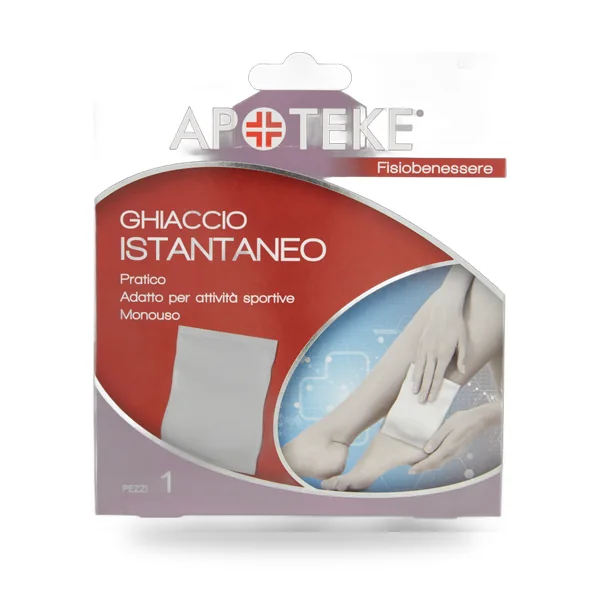 APOTEKE®
Fisiobenessere
GHIACCIO
ISTANTANEO
Pratico
Adatto per attività sportive
Monouso
PEZZI 1